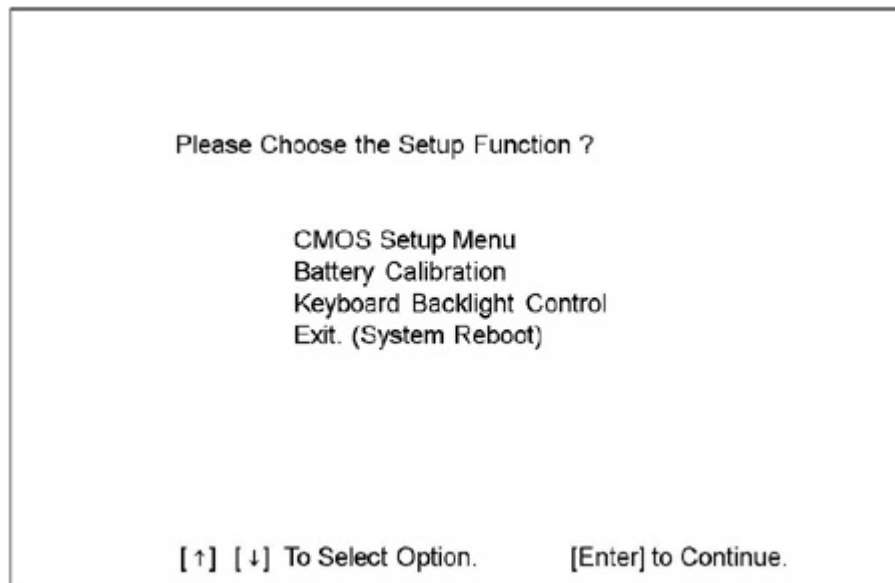 Please Choose the Setup Function ?
CMOS Setup Menu
Battery Calibration
Keyboard Backlight Control
Exit. (System Reboot)
[↑] [↓] To Select Option. [Enter] to Continue.